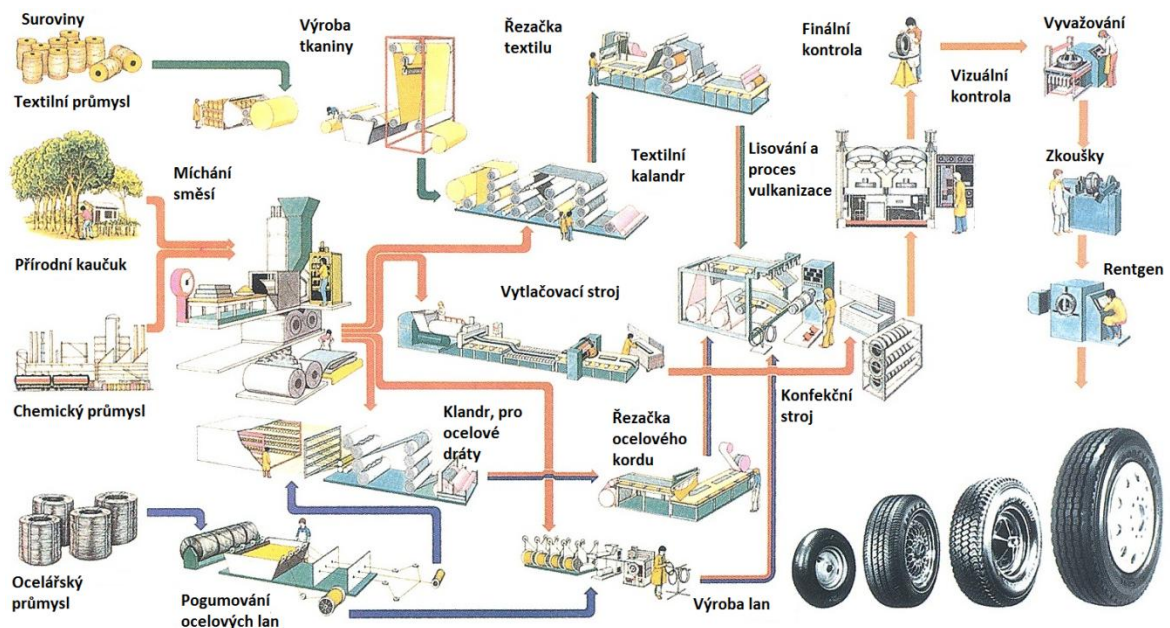 Suroviny
Textilní průmysl
Výroba
tkaniny
Řezačka
textilu
Finální
kontrola
Vyvažování
Vizuální
kontrola
Přírodní kaučuk
Míchání
směsí
Textilní
kalandr
Lisování a
proces
vulkanizace
Zkoušky
Rentgen
Vytlačovací stroj
Chemický průmysl
Klandr, pro
ocelové
dráty
Řezačka
ocelového
kordu
Konfekční
stroj
Ocelářský
průmysl
Pogumování
ocelových lan
Výroba lan